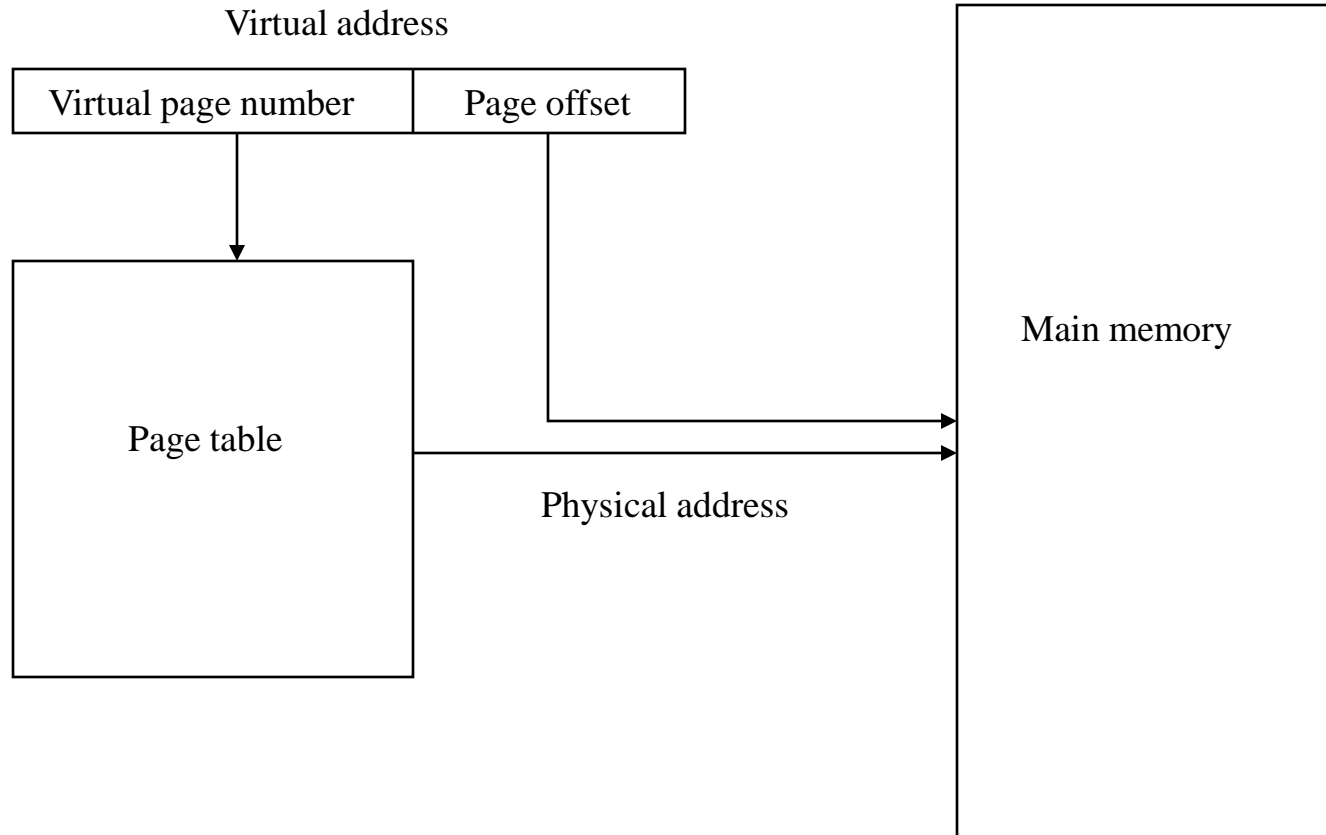 Virtual address
Virtual page number
Page offset
Main memory
Page table
Physical address